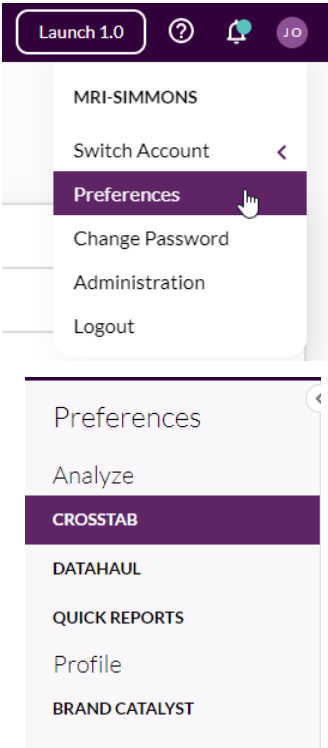 Launch 1.0
JO
MRI-SIMMONS
Switch Account
Preferences
Change Password
Administration
Logout
Preferences
Analyze
CROSSTAB
DATAHAUL
QUICK REPORTS
Profile
BRAND CATALYST